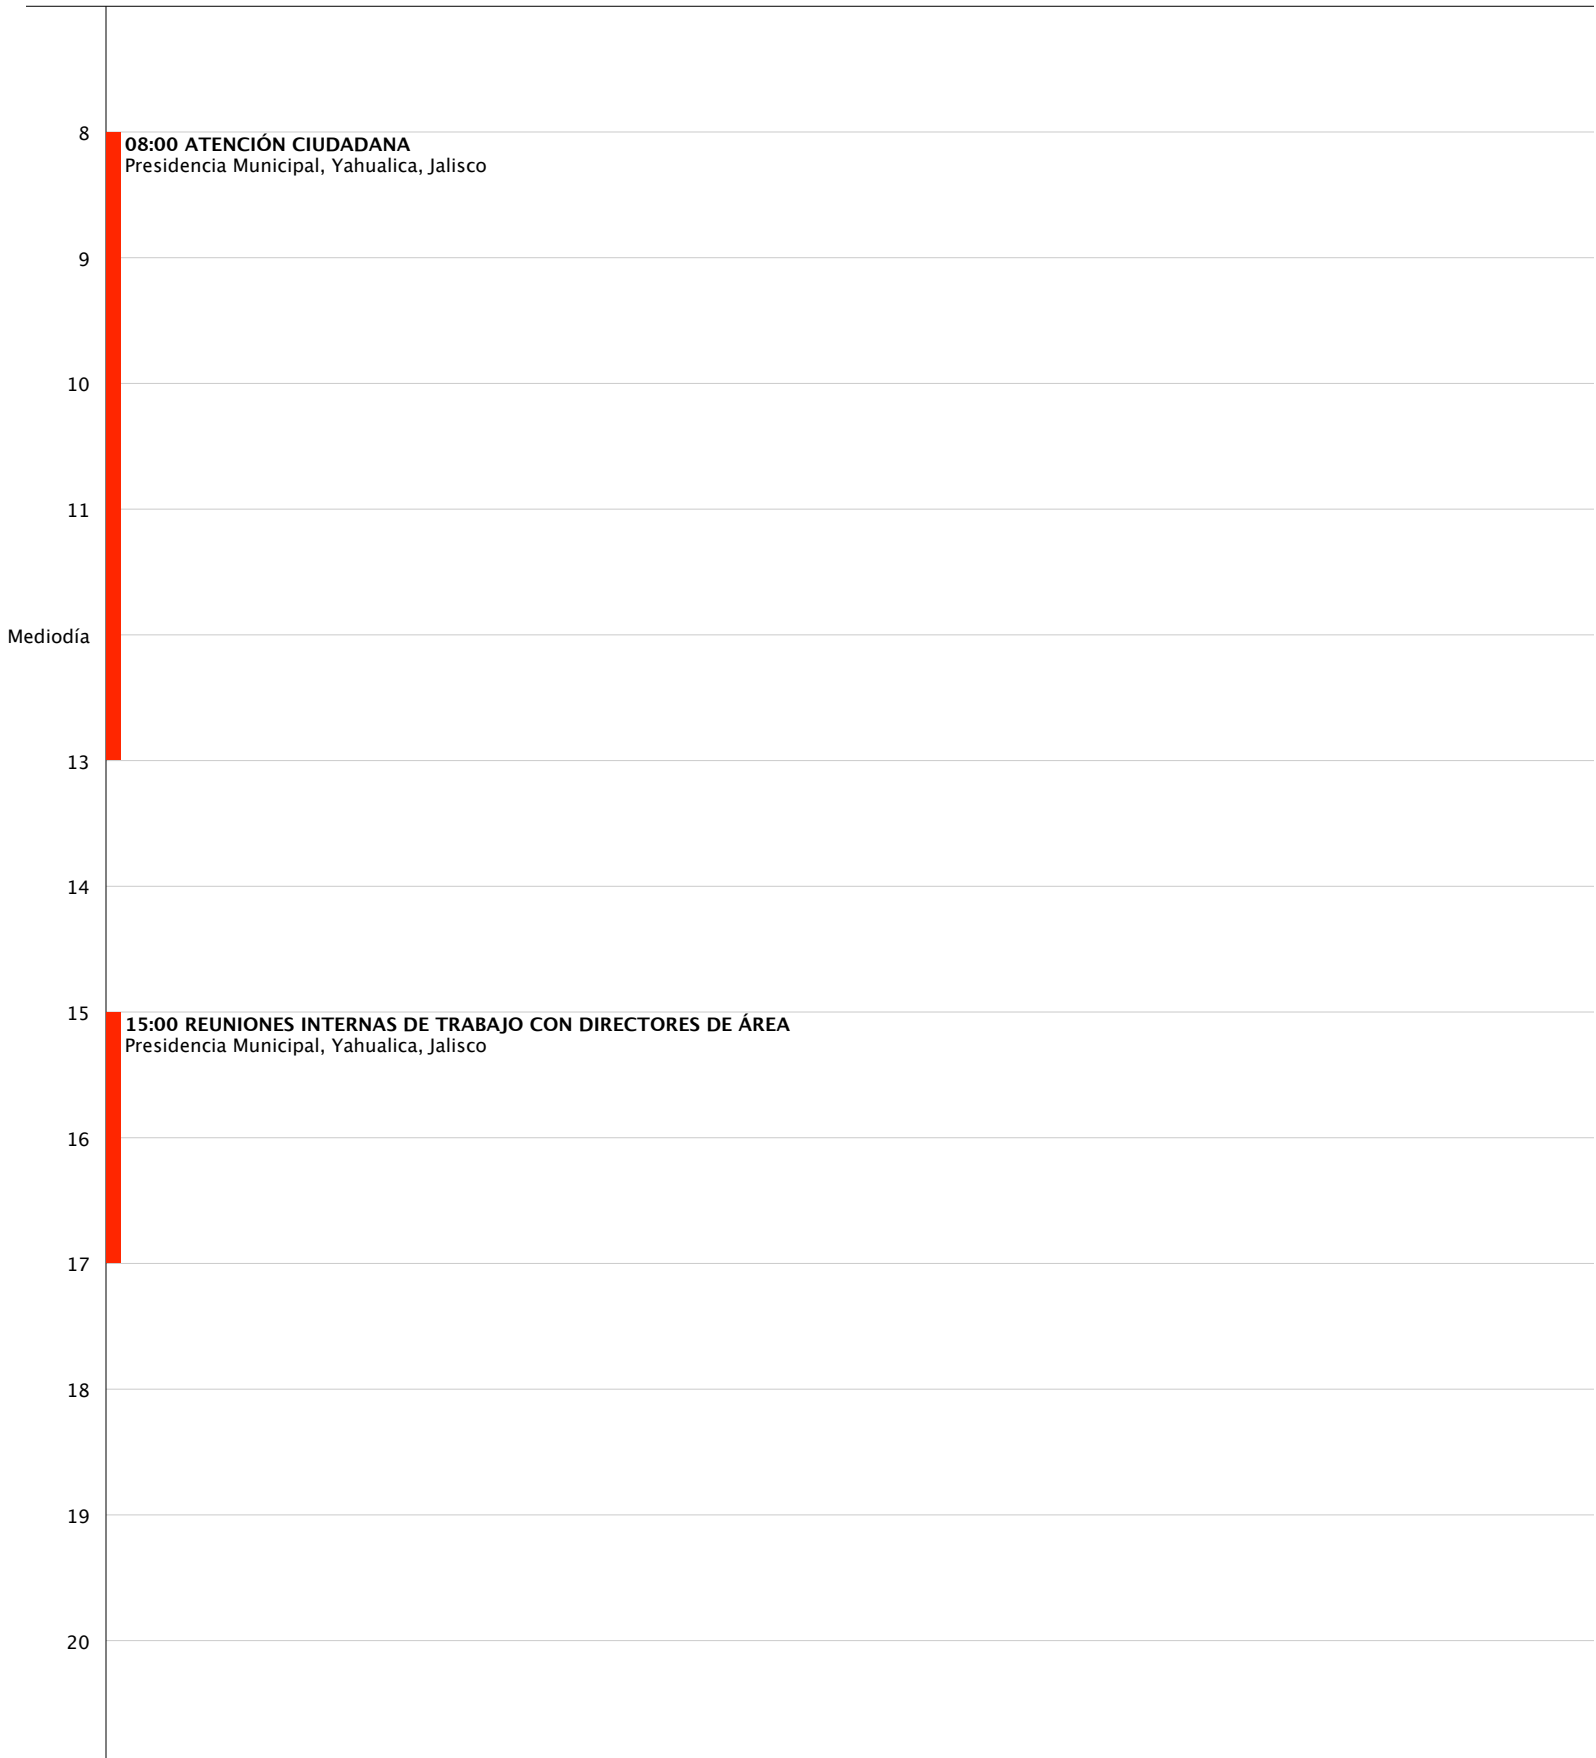 8
08:00 ATENCIÓN CIUDADANA
Presidencia Municipal, Yahualica, Jalisco
9
10
11
Mediodía
13
14
15
15:00 REUNIONES INTERNAS DE TRABAJO CON DIRECTORES DE ÁREA
Presidencia Municipal, Yahualica, Jalisco
16
17
18
19
20